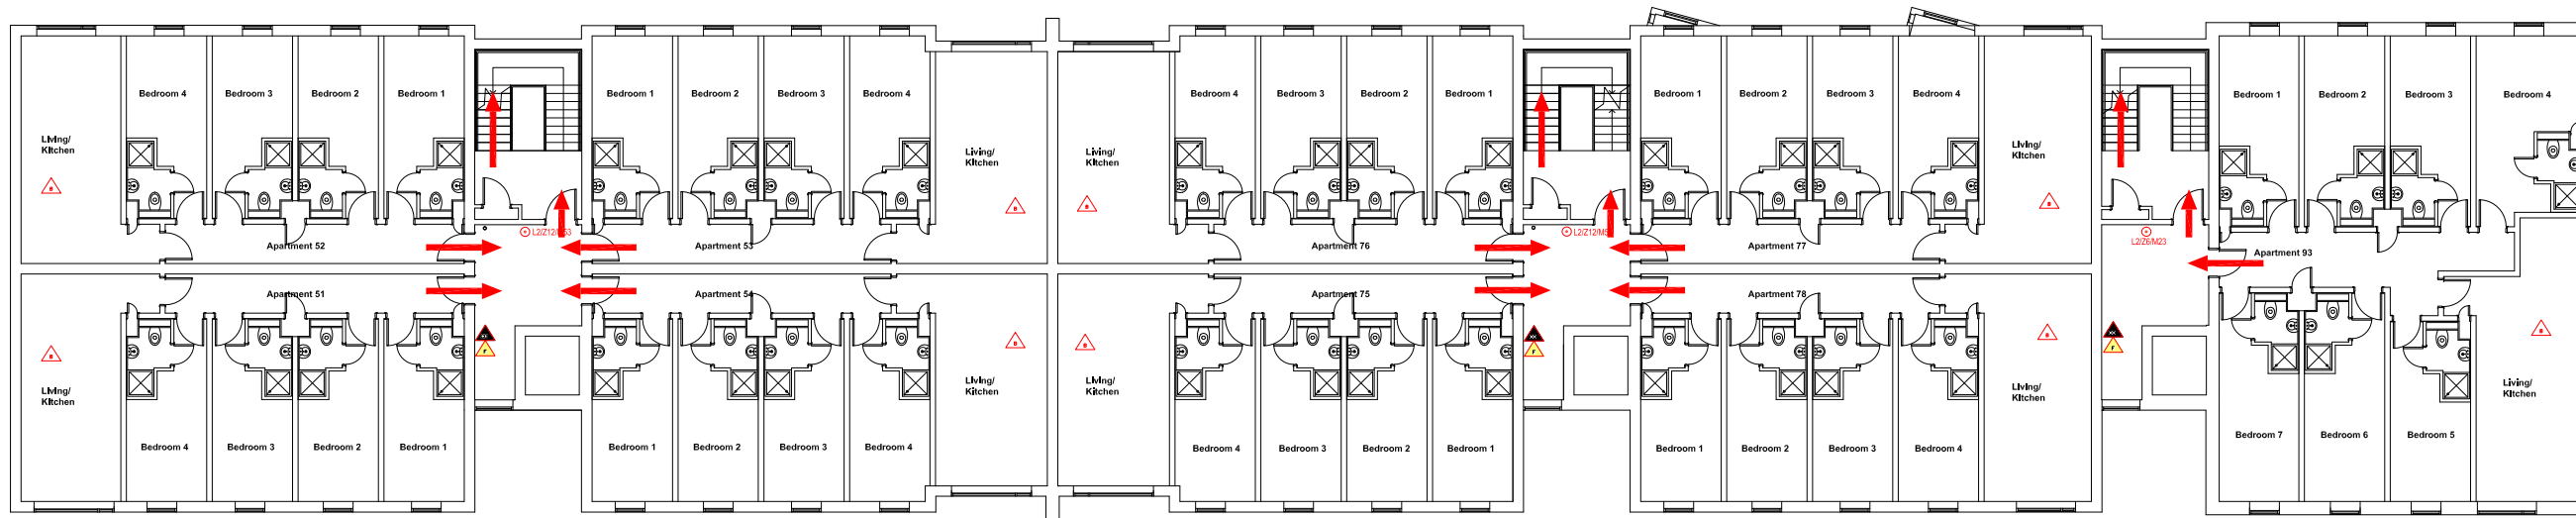 Bedroom 4
Bedroom 3
Bedroom 2
Bedroom 1
Bedroom 1
Bedroom 2
Bedroom 3
Bedroom 4
Bedroom 4
Bedroom 3
Bedroom 2
Bedroom 1
Bedroom 1
Bedroom 2
Bedroom 3
Bedroom 4
Bedroom 1
Bedroom 2
Bedroom 3
Bedroom 4
Living/
Kitchen
Living/
Kitchen
Living/
Kitchen
Living/
Kitchen
L2/Z6/M23
Apartment 52
Apartment 53
Apartment 76
Apartment 77
Apartment 93
Apartment 51
Apartment 54
Apartment 75
Apartment 78
F
F
F
Living/
Kitchen
Living/
Kitchen
Living/
Kitchen
Living/
Kitchen
Living/
Kitchen
Bedroom 4
Bedroom 3
Bedroom 2
Bedroom 1
Bedroom 1
Bedroom 2
Bedroom 3
Bedroom 4
Bedroom 4
Bedroom 3
Bedroom 2
Bedroom 1
Bedroom 1
Bedroom 2
Bedroom 3
Bedroom 4
Bedroom 7
Bedroom 6
Bedroom 5